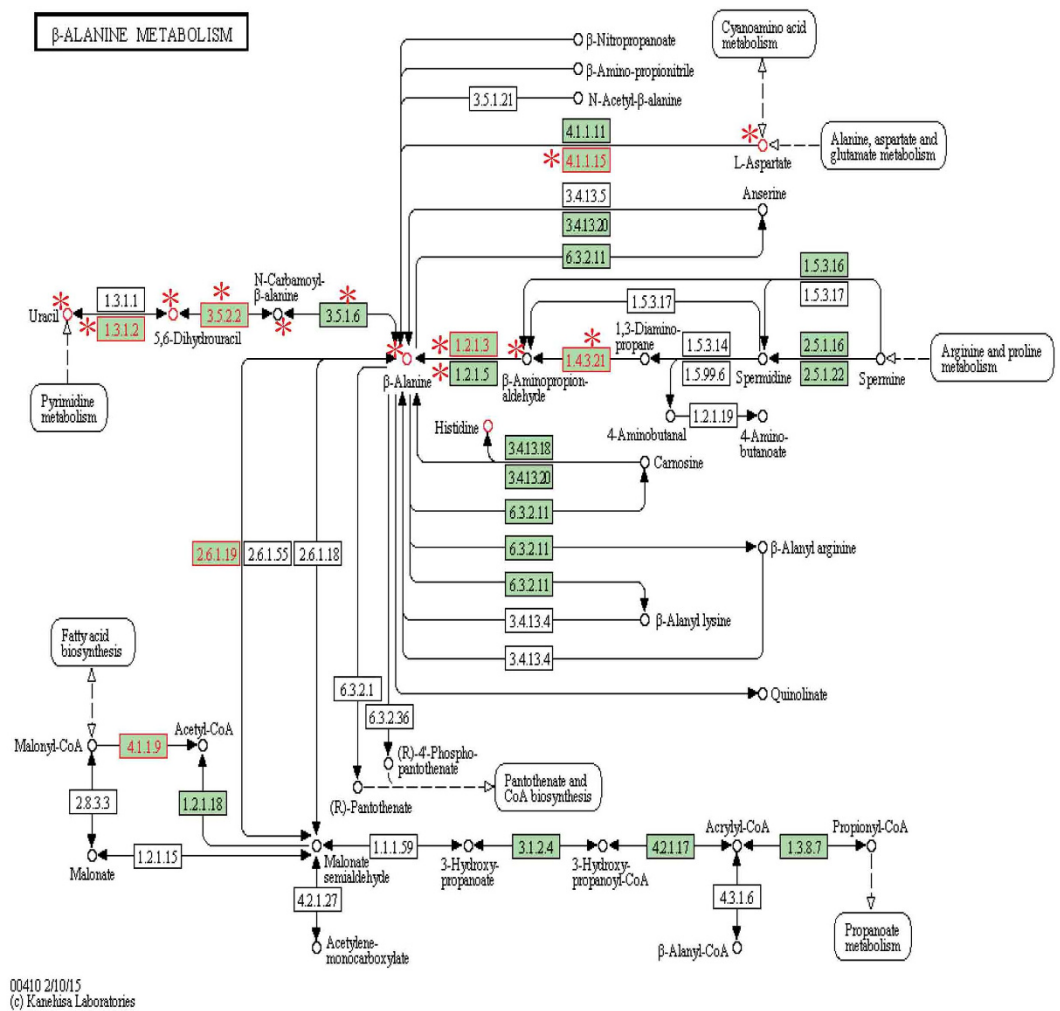 β-ALANINE METABOLISM
β-Nitropropanoate
β-Amino-propionitrile
3.5.1.21
N-Acetyl-β-alanine
Cyanoamino acid
metabolism
4.1.1.11
* 4.1.1.15
*
L-Aspartate
Alanine, aspartate and
glutamate metabolism
3.4.13.5
3.4.13.20
6.3.2.11
Anserine
Uracil
*
1.3.1.1
* 1.3.1.2
*
5,6-Dihydrouracil
*
3.5.2.2
N-Carbamoyl-
β-alanine
*
*
3.5.1.6
Pyrimidine
metabolism
*
β-Alanine
* 1.2.1.3
* 1.2.1.5
*
β-Aminopropion-
aldehyde
*
1.4.3.21
1,3-Diamino-
propane
1.5.3.17
1.5.3.16
1.5.3.17
1.5.3.14
1.5.99.6
Spermidine
2.5.1.16
2.5.1.22
Spermine
Arginine and proline
metabolism
4-Aminobutanal
1.2.1.19
4-Amino-
butanoate
Histidine
3.4.13.18
3.4.13.20
6.3.2.11
Carnosine
6.3.2.11
β-Alanyl arginine
6.3.2.11
3.4.13.4
β-Alanyl lysine
3.4.13.4
Quinolinate
2.6.1.19
2.6.1.55
2.6.1.18
6.3.2.1
6.3.2.36
(R)-4'-Phospho-
pantothenate
(R)-Pantothenate
Pantothenate and
CoA biosynthesis
Fatty acid
biosynthesis
Malonyl-CoA
4.1.1.9
Acetyl-CoA
2.8.3.3
1.2.1.18
Malonate
1.2.1.15
Malonate
semialdehyde
1.1.1.59
3-Hydroxy-
propanoate
3.1.2.4
3-Hydroxy-
propanoyl-CoA
4.2.1.17
Acrylyl-CoA
1.3.8.7
Propionyl-CoA
4.2.1.27
Acetylene-
monocarboxylate
4.3.1.6
β-Alanyl-CoA
Propanoate
metabolism
00410 2/10/15
(c) Kanehisa Laboratories